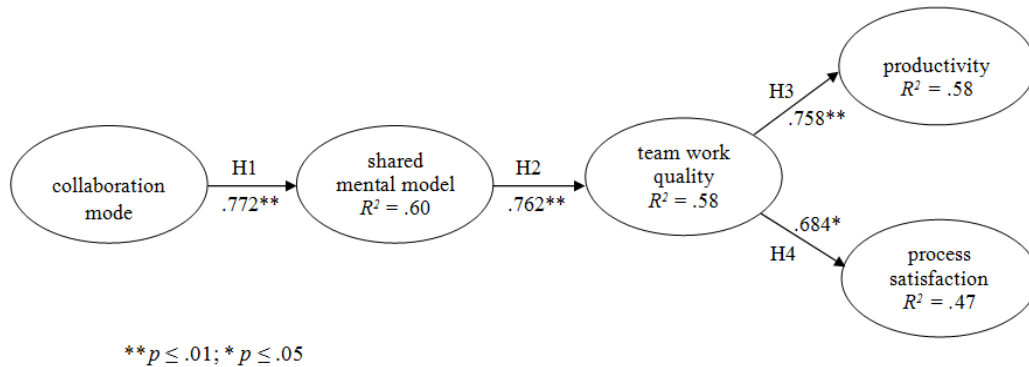 collaboration
mode
H1
.772**
shared
mental model
R² = .60
H2
.762**
team work
quality
R² = .58
H3
.758**
productivity
R² = .58
.684*
H4
process
satisfaction
R² = .47
**p ≤ .01; * p ≤ .05